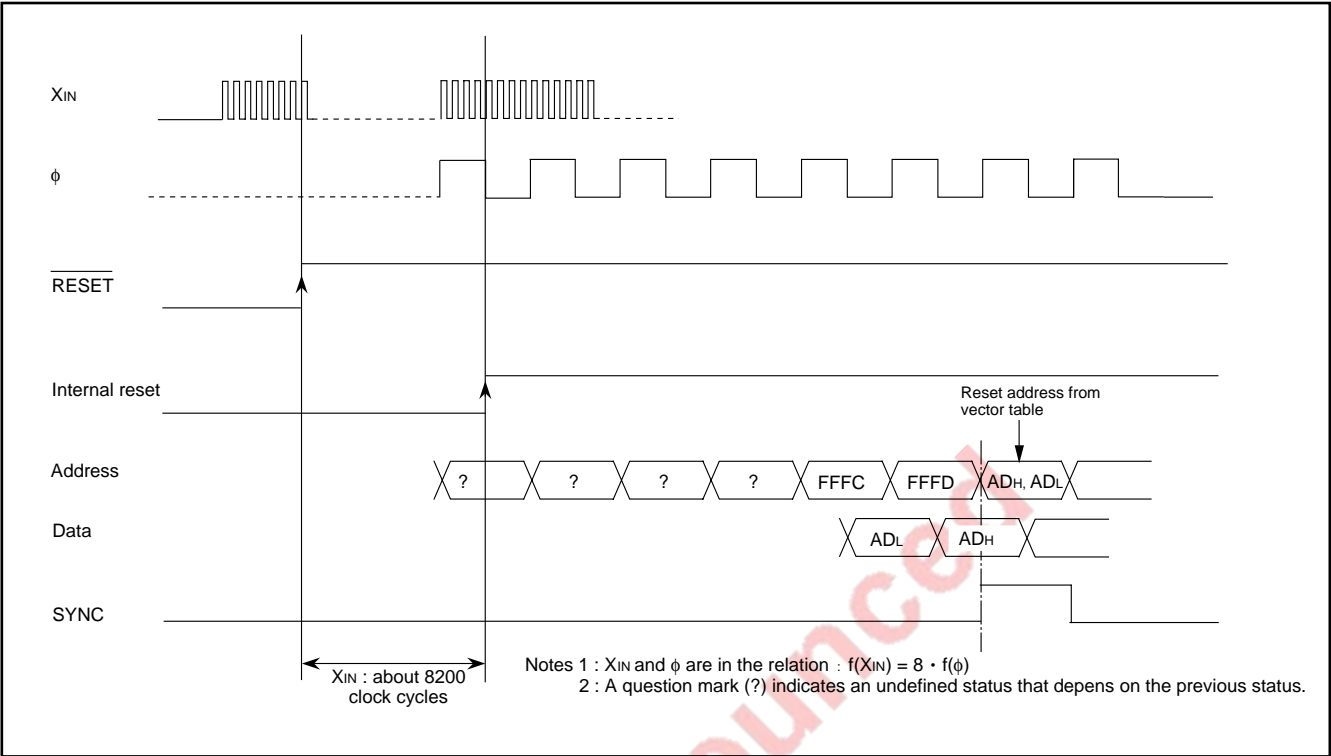 XIN
ϕ
RESET
Internal reset
Reset address from
vector table
Address
? ? ? ? FFFC FFFD ADH, ADL
Data
ADL ADH
SYNC
XIN : about 8200
clock cycles
Notes 1 : XIN and ϕ are in the relation : f(XIN) = 8 • f(ϕ)
2 : A question mark (?) indicates an undefined status that depens on the previous status.
ounced